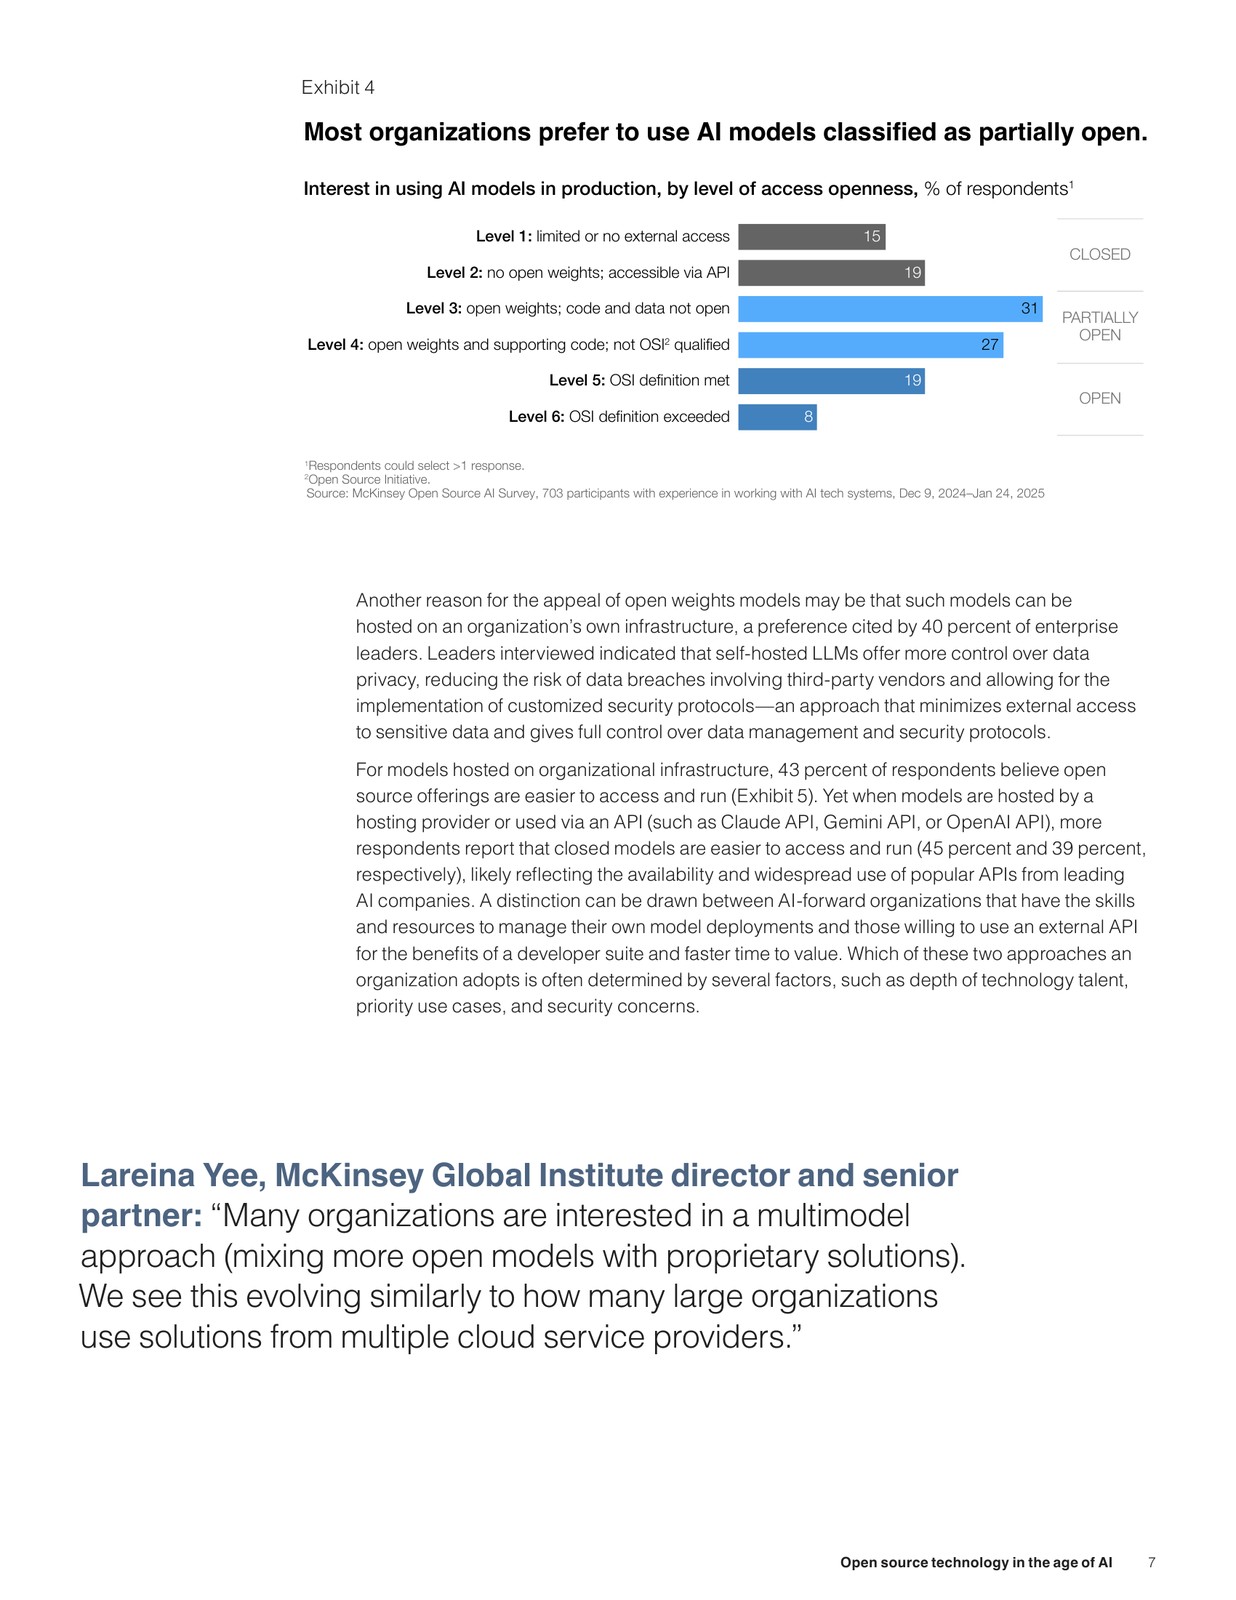 Exhibit 4
Most organizations prefer to use AI models classified as partially open.
Interest in using AI models in production, by level of access openness, % of respondents¹
Level 1: limited or no external access 15
Level 2: no open weights; accessible via API 19
CLOSED
Level 3: open weights; code and data not open 31
Level 4: open weights and supporting code; not OSI² qualified 27
PARTIALLY
OPEN
Level 5: OSI definition met 19
Level 6: OSI definition exceeded 8
OPEN
¹Respondents could select >1 response.
²Open Source Initiative.
Source: McKinsey Open Source AI Survey, 703 participants with experience in working with AI tech systems, Dec 9, 2024–Jan 24, 2025
Another reason for the appeal of open weights models may be that such models can be
hosted on an organization’s own infrastructure, a preference cited by 40 percent of enterprise
leaders. Leaders interviewed indicated that self-hosted LLMs offer more control over data
privacy, reducing the risk of data breaches involving third-party vendors and allowing for the
implementation of customized security protocols—an approach that minimizes external access
to sensitive data and gives full control over data management and security protocols.
For models hosted on organizational infrastructure, 43 percent of respondents believe open
source offerings are easier to access and run (Exhibit 5). Yet when models are hosted by a
hosting provider or used via an API (such as Claude API, Gemini API, or OpenAI API), more
respondents report that closed models are easier to access and run (45 percent and 39 percent,
respectively), likely reflecting the availability and widespread use of popular APIs from leading
AI companies. A distinction can be drawn between AI-forward organizations that have the skills
and resources to manage their own model deployments and those willing to use an external API
for the benefits of a developer suite and faster time to value. Which of these two approaches an
organization adopts is often determined by several factors, such as depth of technology talent,
priority use cases, and security concerns.
Lareina Yee, McKinsey Global Institute director and senior
partner: “Many organizations are interested in a multimodel
approach (mixing more open models with proprietary solutions).
We see this evolving similarly to how many large organizations
use solutions from multiple cloud service providers.”
Open source technology in the age of AI 7